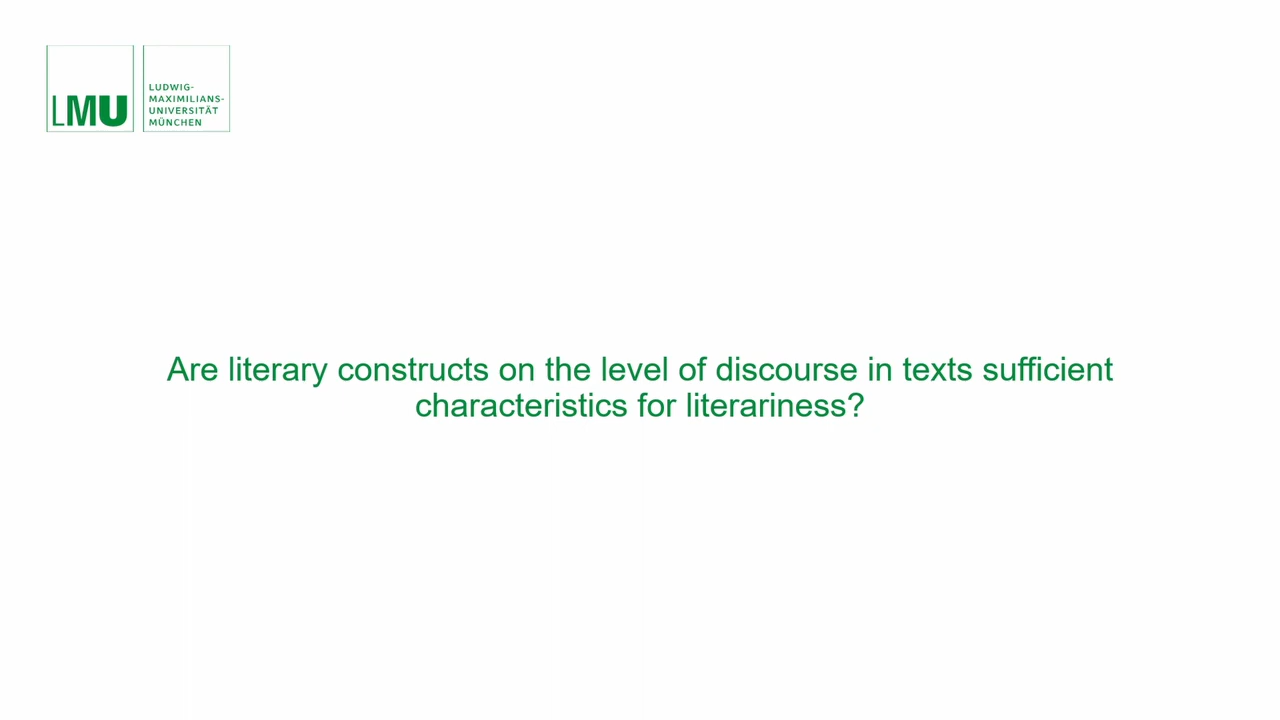 LMU
LUDWIG-
MAXIMILIANS-
UNIVERSITÄT
MÜNCHEN
Are literary constructs on the level of discourse in texts sufficient
characteristics for literariness?